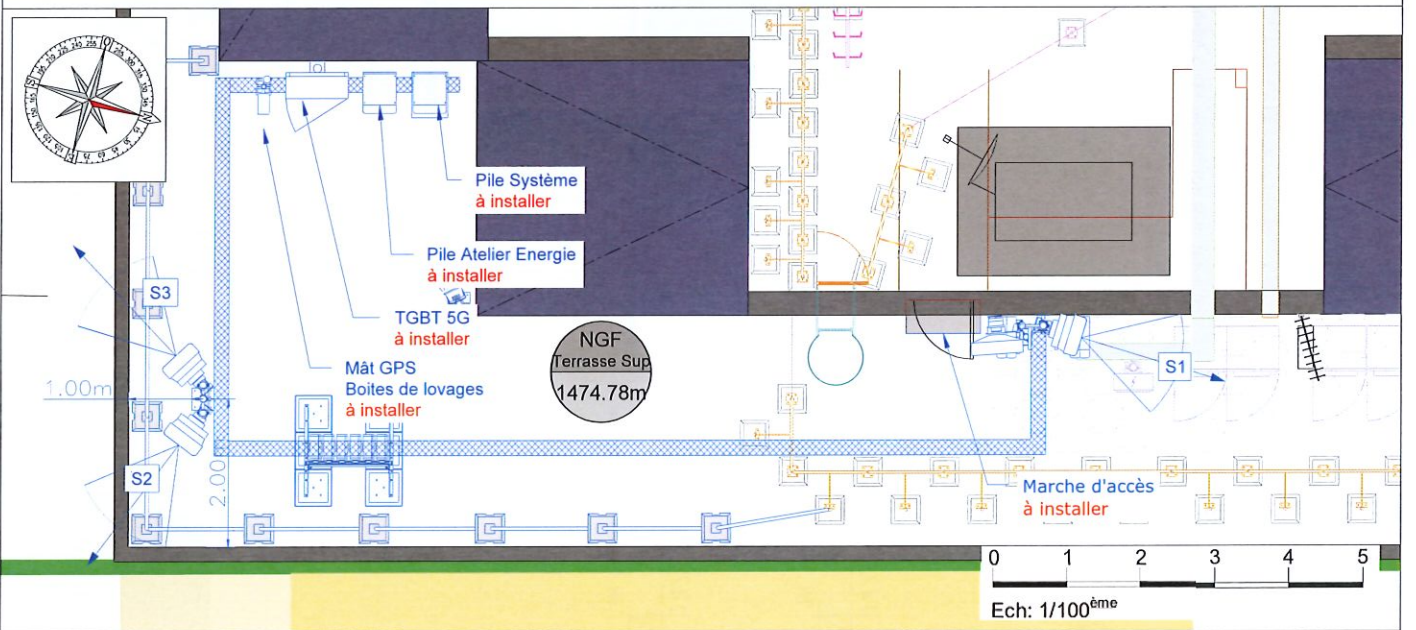 O
N
E
S
Pile Système
à installer
Pile Atelier Energie
à installer
TGBT 5G
à installer
Mât GPS
Boites de lovages
à installer
S3
1.00m
S2
2.00
NGF
Terrasse Sup
1474.78m
S1
Marche d'accès
à installer
0 1 2 3 4 5
Ech: 1/100ème